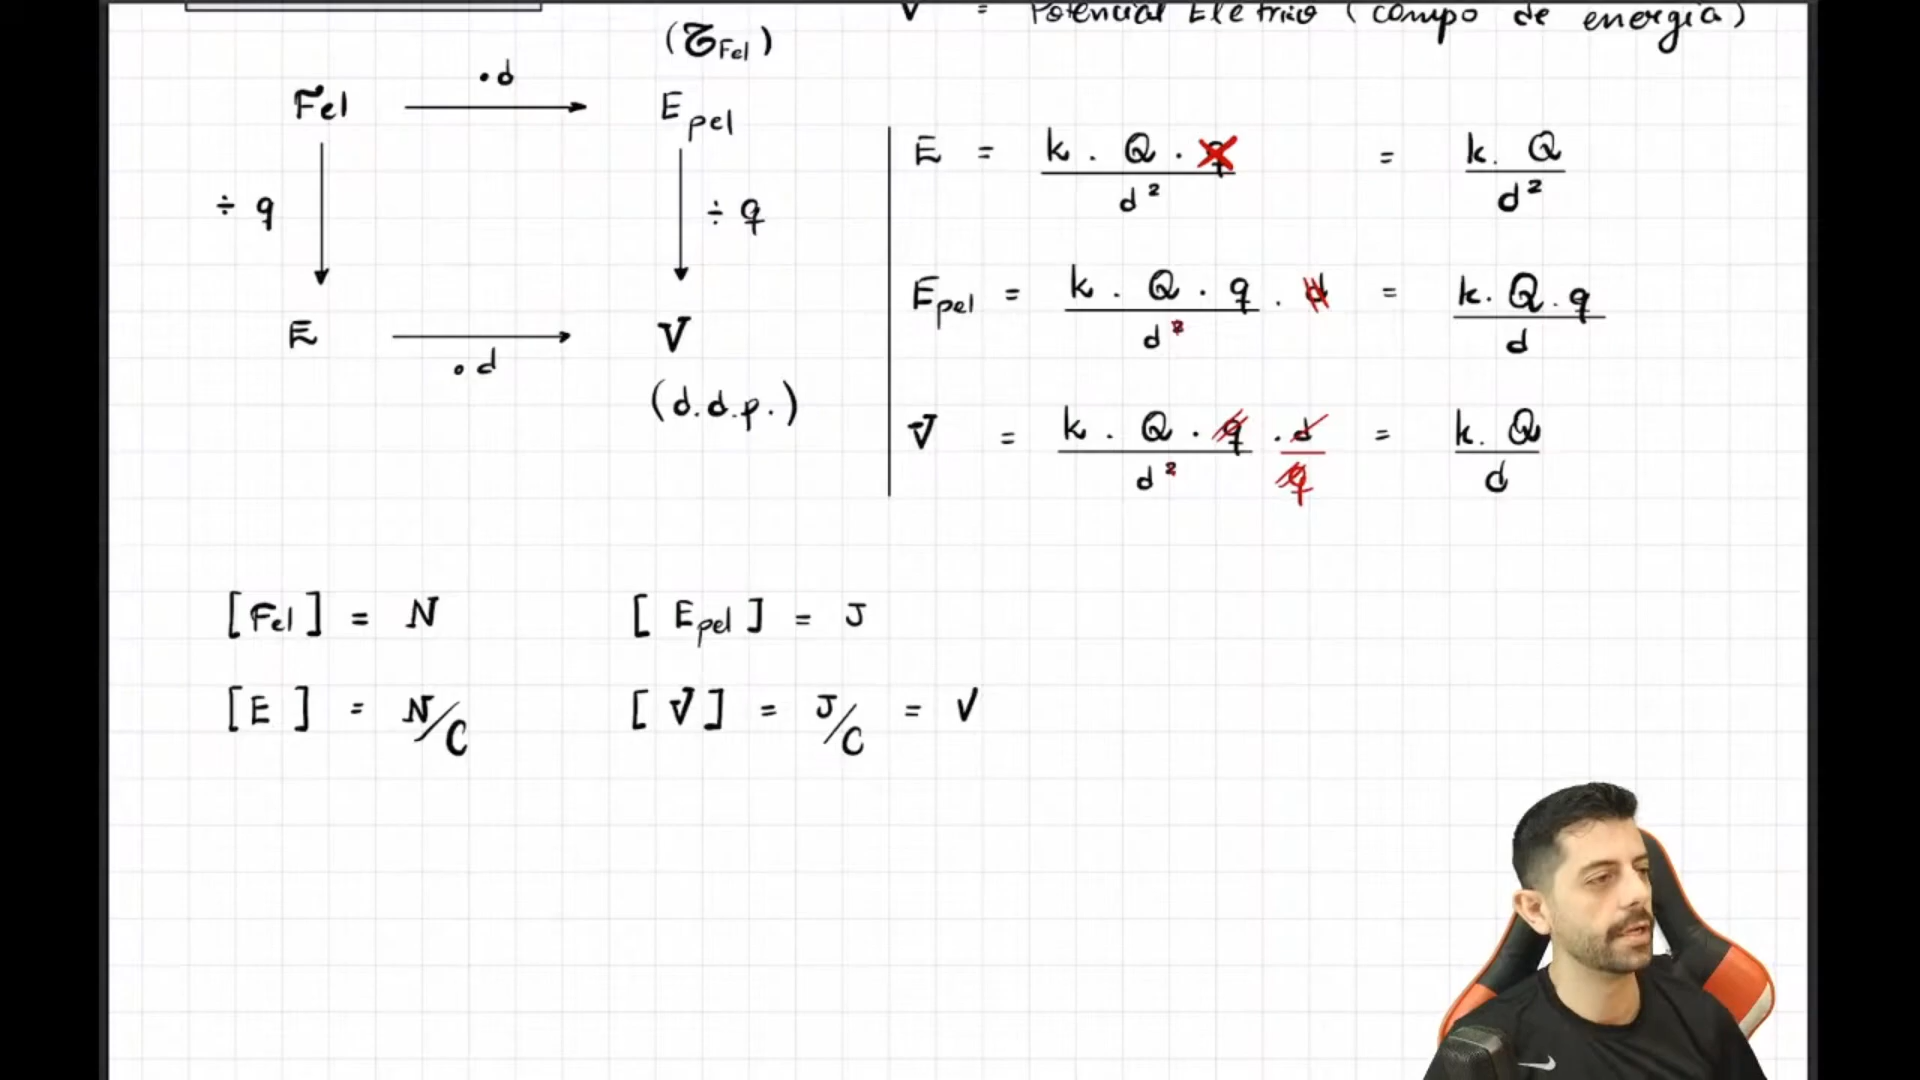 V = Potencial Elétrico (campo de energia)
(τFel)
Fel · d Epel
÷ q ÷ q
E · d V
(d.d.p.)
E = k . Q . q / d² = k . Q / d²
Epel = k . Q . q / d² . d = k . Q . q / d
V = k . Q . q / d² . d / q = k . Q / d
[Fel] = N [Epel] = J
[E] = N/C [V] = J/C = V